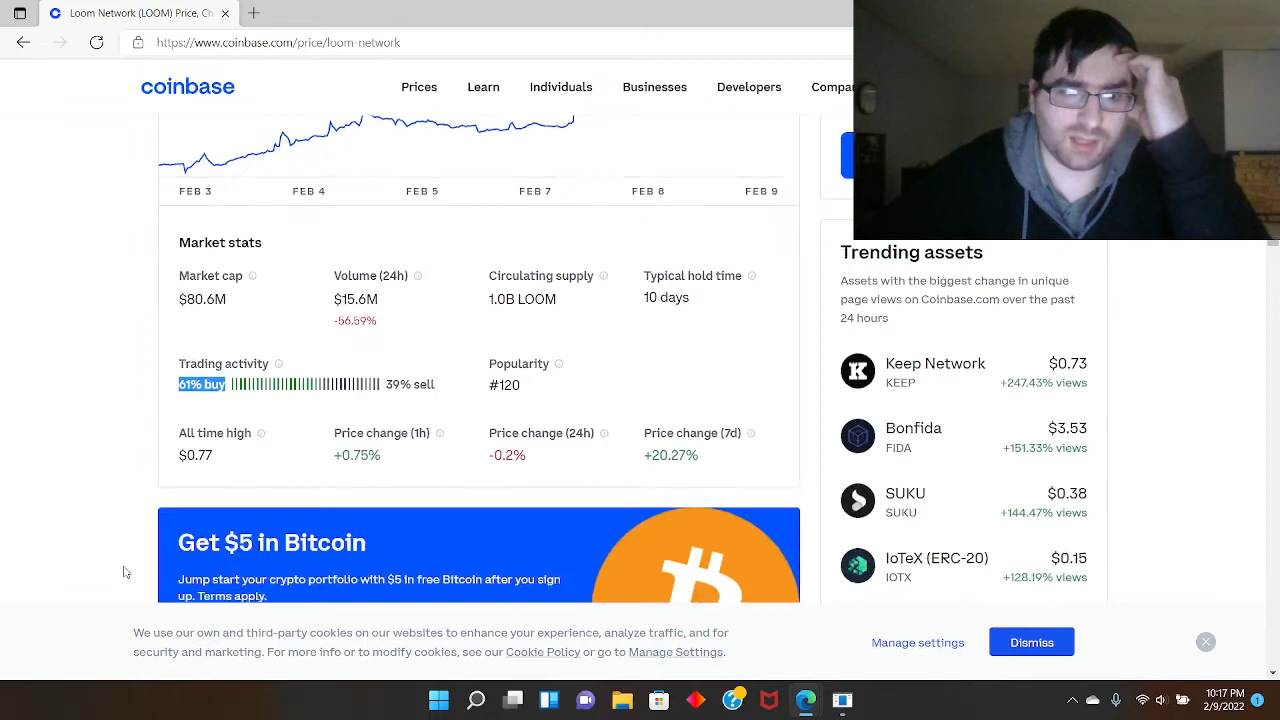 Loom Network (LOOM) Price, Ch
https://www.coinbase.com/price/loom-network
coinbase
Prices
Learn
Individuals
Businesses
Developers
Compan
FEB 3
FEB 4
FEB 5
FEB 7
FEB 8
FEB 9
Market stats
Market cap
Volume (24h)
Circulating supply
Typical hold time
$80.6M
$15.6M
1.0B LOOM
10 days
-56.59%
Trading activity
Popularity
61% buy
39% sell
#120
All time high
Price change (1h)
Price change (24h)
Price change (7d)
$0.77
+0.75%
-0.2%
+20.27%
Get $5 in Bitcoin
Jump start your crypto portfolio with $5 in free Bitcoin after you sign
up. Terms apply.
Trending assets
Assets with the biggest change in unique
page views on Coinbase.com over the past
24 hours
Keep Network
$0.73
KEEP
+247.43% views
Bonfida
$3.53
FIDA
+151.33% views
SUKU
$0.38
SUKU
+144.47% views
IoTeX (ERC-20)
$0.15
IOTX
+128.19% views
We use our own and third-party cookies on our websites to enhance your experience, analyze traffic, and for
security and marketing. For more info or to modify cookies, see our Cookie Policy or go to Manage Settings.
Manage settings
Dismiss
10:17 PM
2/9/2022
1